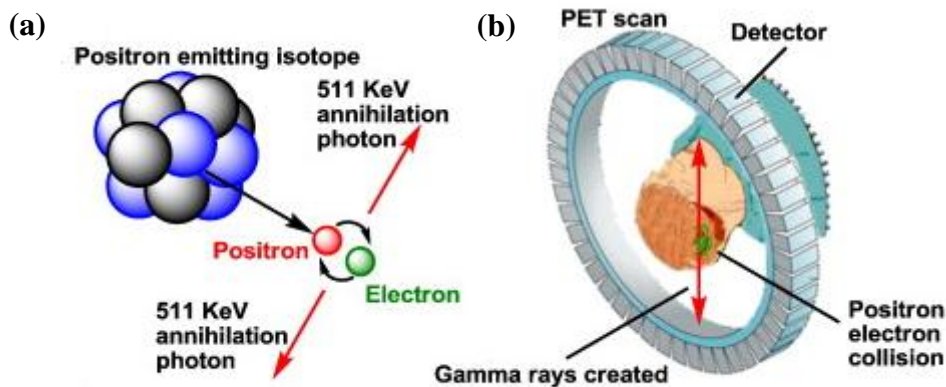 (a)
Positron emitting isotope
511 KeV
annihilation
photon
Positron
Electron
511 KeV
annihilation
photon
(b)
PET scan
Detector
Positron
electron
collision
Gamma rays created